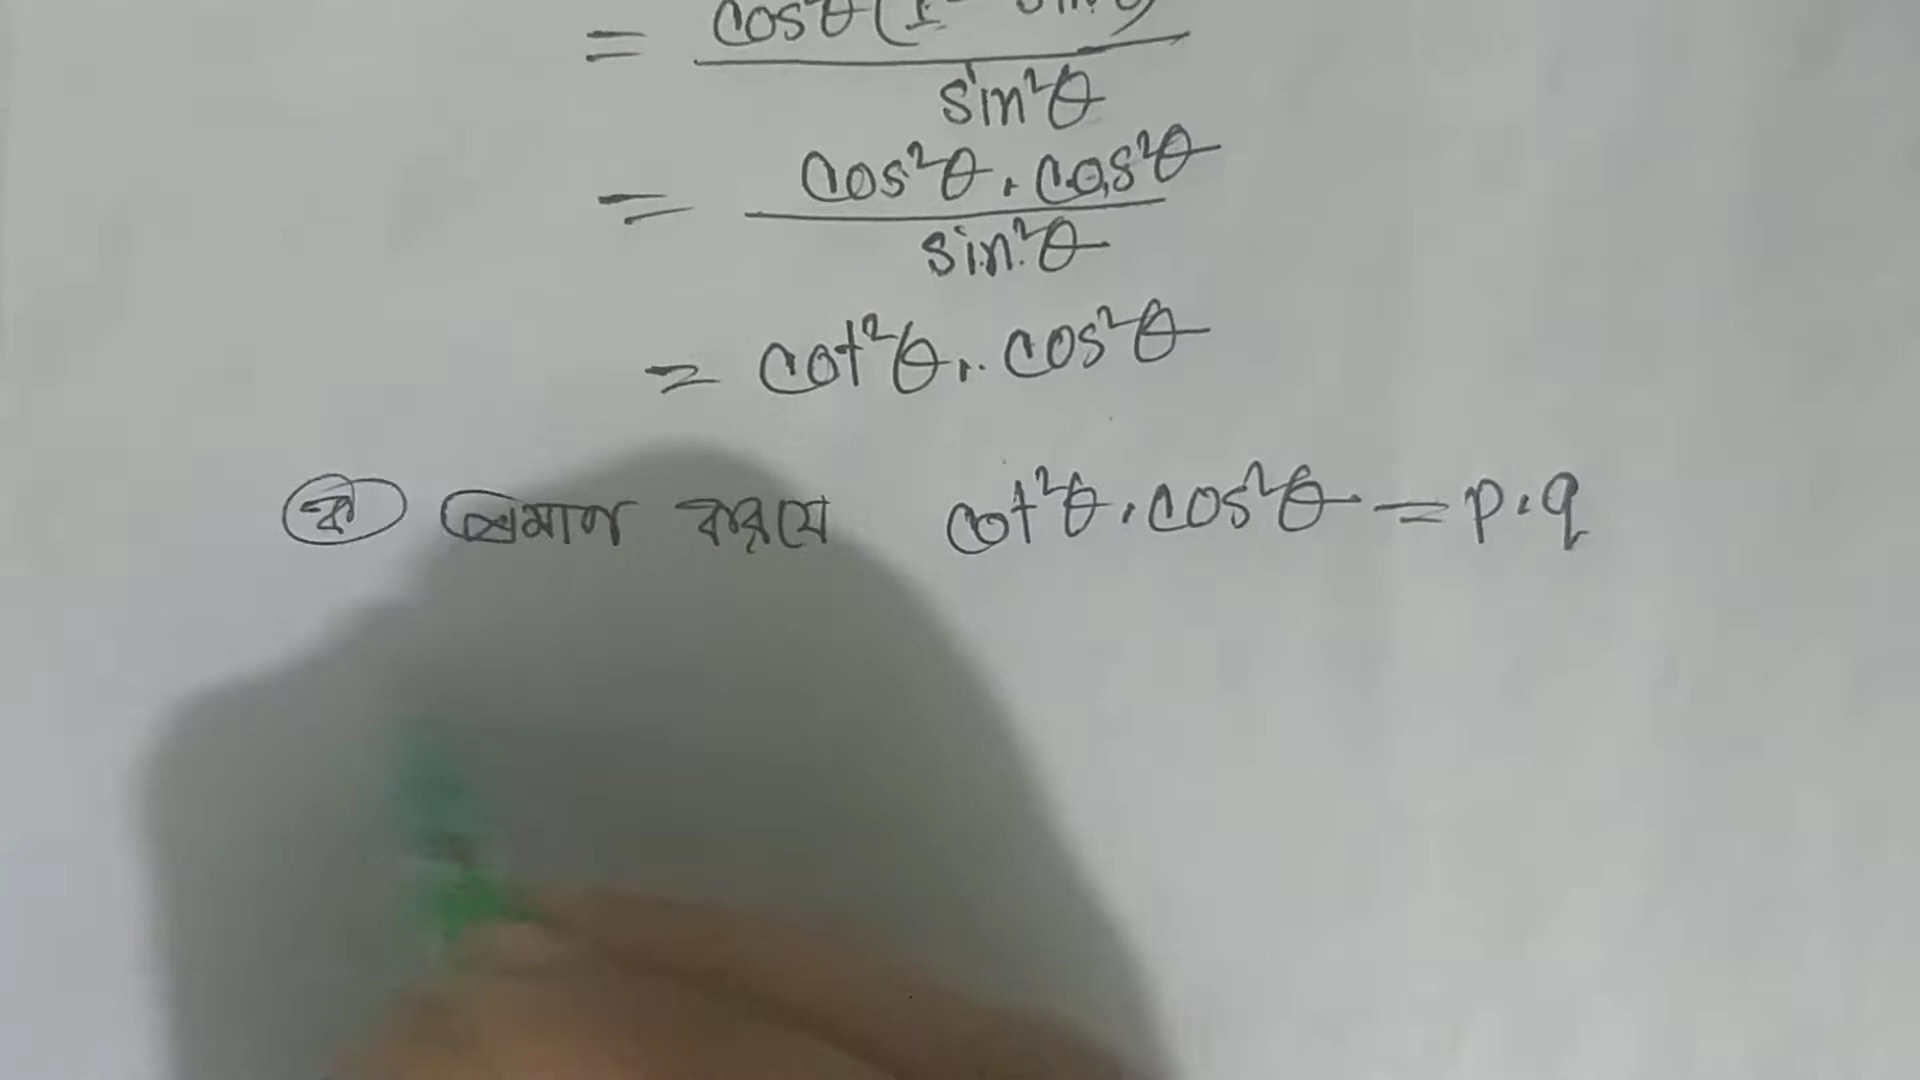 = cos²θ(1 - sin²θ)
sin²θ
= cos²θ . cos²θ
sin²θ
= cot²θ . cos²θ
ক প্রমাণ কর যে cot²θ . cos²θ = p . q